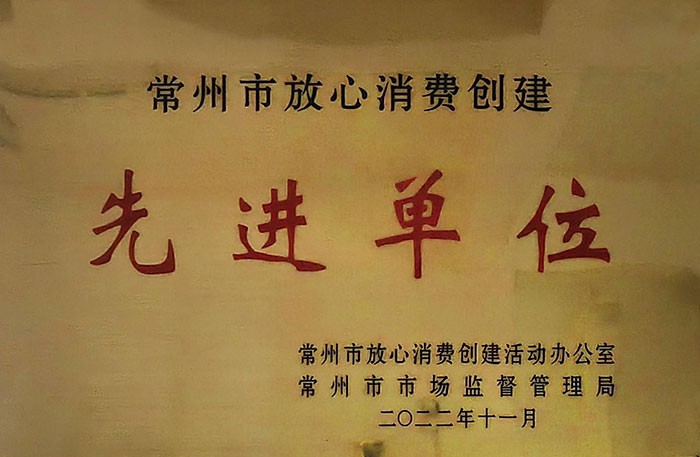 常州市放心消费创建
先进单位
常州市放心消费创建活动办公室
常州市市场监督管理局
二〇二二年十一月